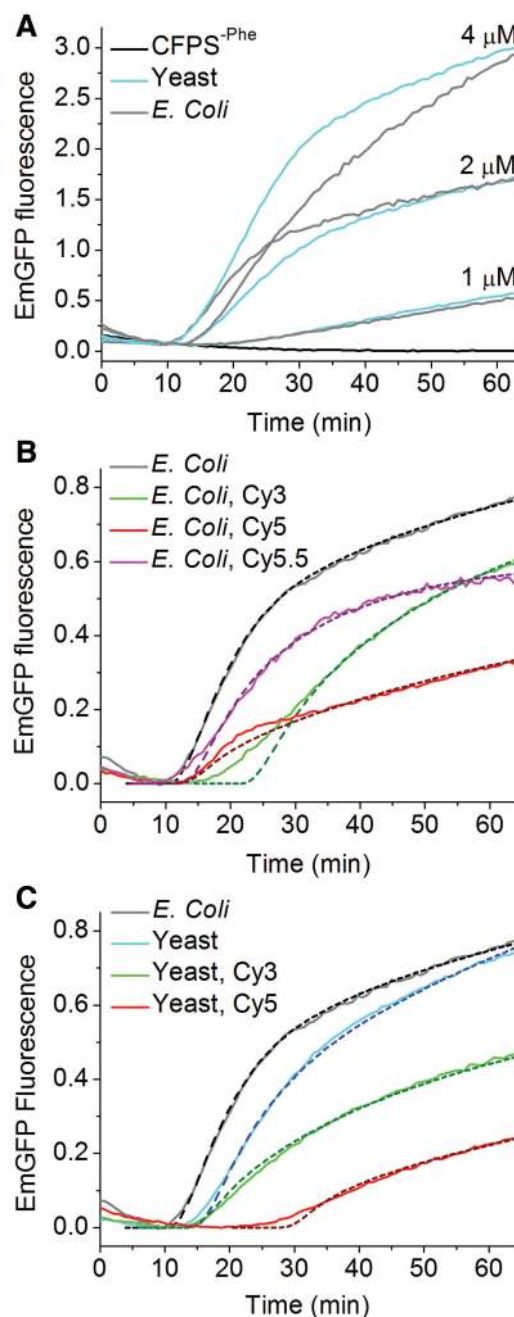 A
CFPS-Phe
Yeast
E. Coli
4 µM
2 µM
1 µM
EmGFP fluorescence
3.0
2.5
2.0
1.5
1.0
0.5
0.0
0 10 20 30 40 50 60
Time (min)
B
E. Coli
E. Coli, Cy3
E. Coli, Cy5
E. Coli, Cy5.5
EmGFP fluorescence
0.8
0.6
0.4
0.2
0.0
0 10 20 30 40 50 60
Time (min)
C
E. Coli
Yeast
Yeast, Cy3
Yeast, Cy5
EmGFP Fluorescence
0.8
0.6
0.4
0.2
0.0
0 10 20 30 40 50 60
Time (min)